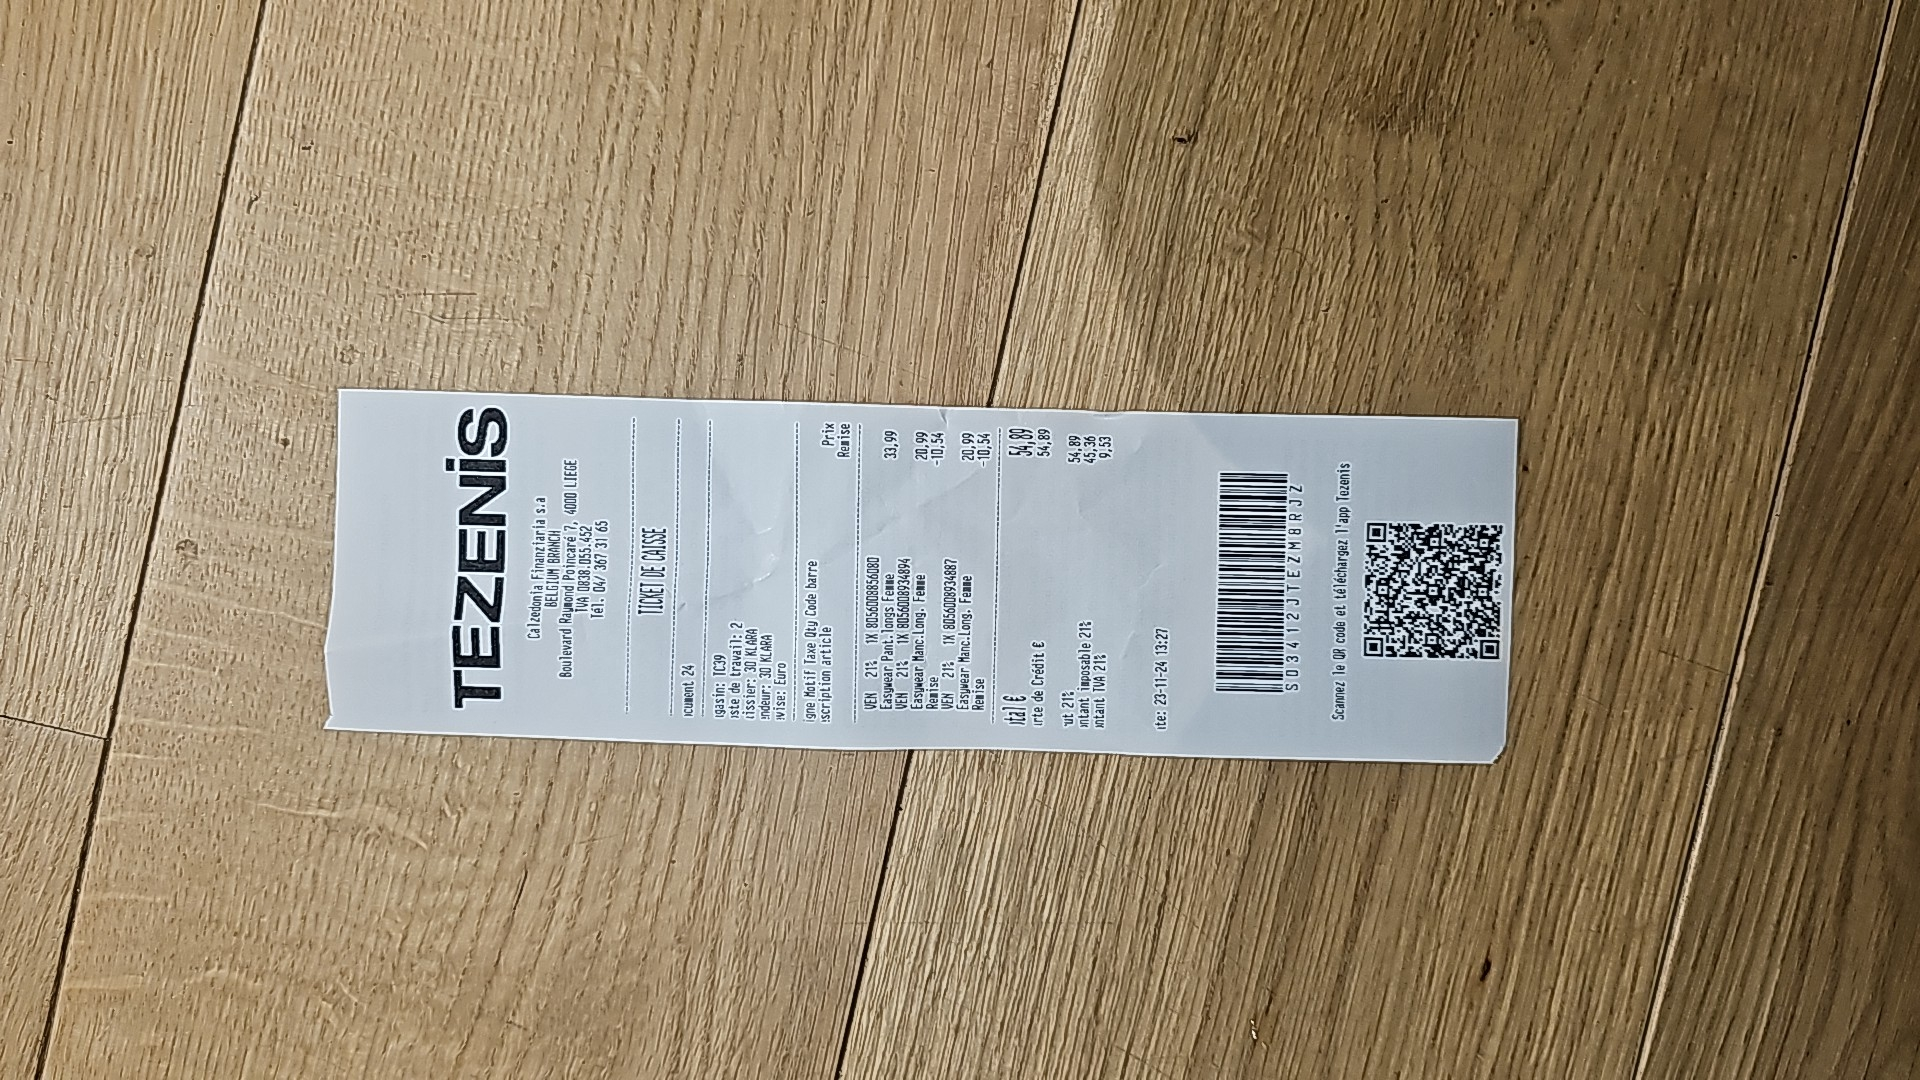 TEZENIS
Calzedonia Finanziaria s.a
BELGIUM BRANCH
Boulevard Raymond Poincaré 7, 4000 LIEGE
TVA 0838.055.452
Tél. 04/ 367 31 65
TICKET DE CAISSE
cument 24
gasin: TC39
ste de travail: 2
issier: 30 KLARA
ndeur: 30 KLARA
vise: Euro
igne Motif Taxe Qty Code barre Prix
scription article Remise
VEN 21% 1X 8056008856080 33,99
Easywear Pant.longs Femme
VEN 21% 1X 8056008934894 20,99
Easywear Manc.Long. Femme -10,54
Remise
VEN 21% 1X 8056008934887 20,99
Easywear Manc.Long. Femme -10,54
Remise
tal € 54,89
rte de Crédit € 54,89
ut 21% 54,89
ntant imposable 21% 45,36
ntant TVA 21% 9,53
te: 23-11-24 13:27
S03412JTEZM8RJZ
Scannez le QR code et téléchargez l'app Tezenis